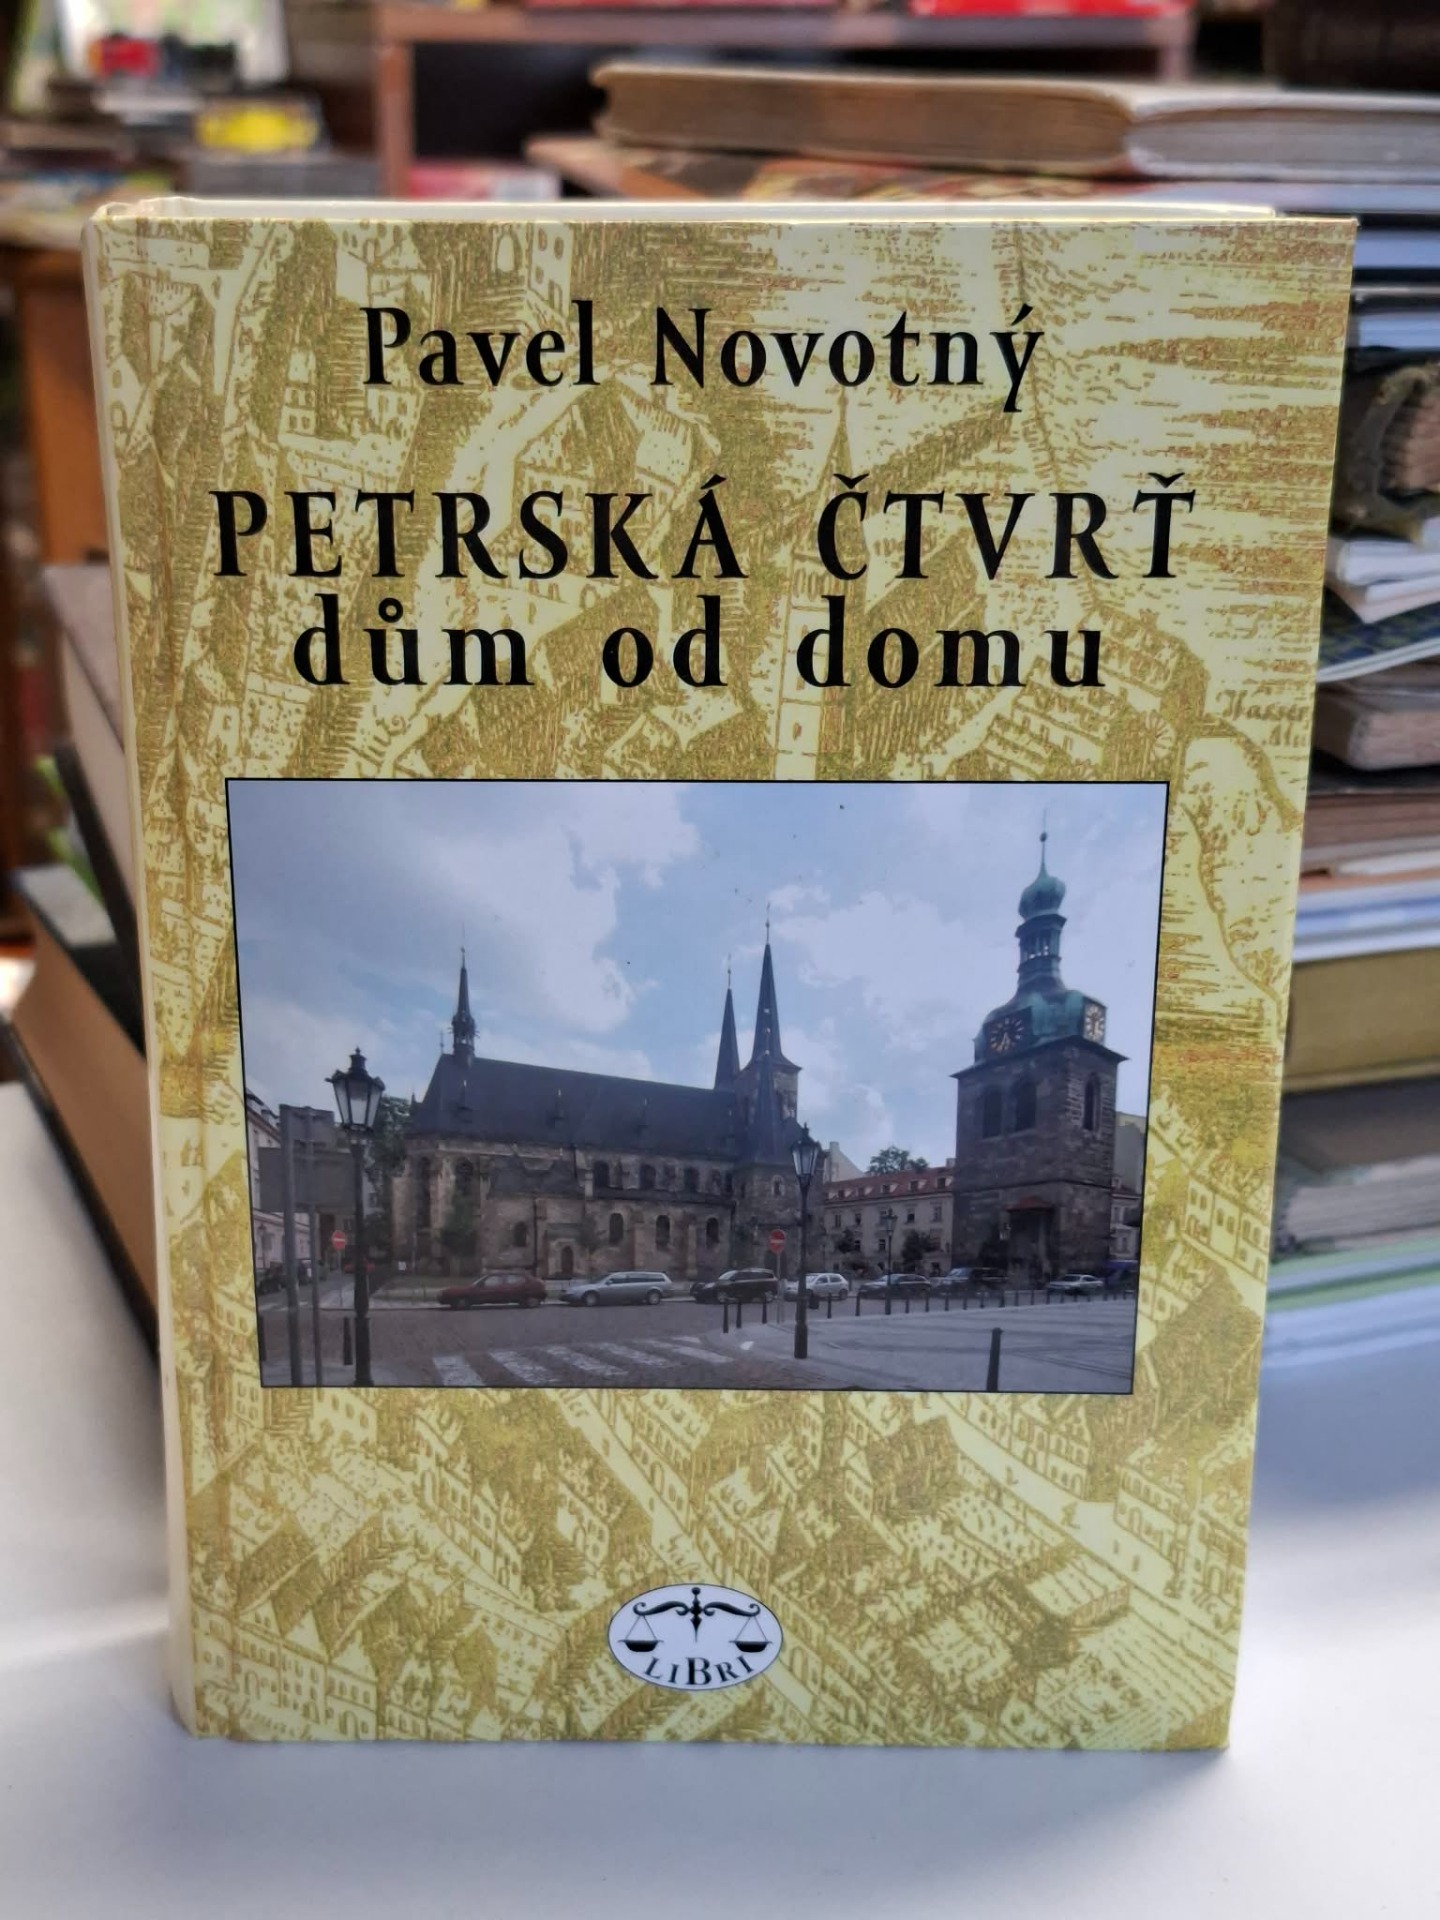 Pavel Novotný
PETRSKÁ ČTVRŤ
dům od domu
LIBRI